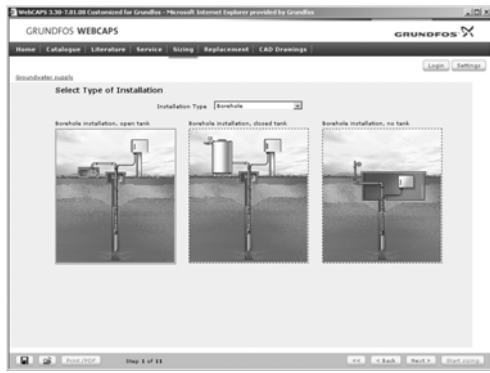 WebCAPS 3.30-7.01.08 Customized for Grundfos - Microsoft Internet Explorer provided by Grundfos
GRUNDFOS WEBCAPS
GRUNDFOS
Home Catalogue Literature Service Sizing Replacement CAD Drawings
Login Settings
Groundwater supply
Select Type of Installation
Installation Type Borehole
Borehole installation, open tank Borehole installation, closed tank Borehole installation, no tank
Print/PDF Step 1 of 11 << < Back Next > Start sizing